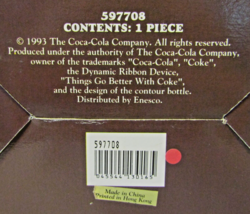 597708
CONTENTS: 1 PIECE
© 1993 The Coca-Cola Company. All rights reserved.
Produced under the authority of The Coca-Cola Company,
owner of the trademarks "Coca-Cola", "Coke",
the Dynamic Ribbon Device,
"Things Go Better With Coke",
and the design of the contour bottle.
Distributed by Enesco.
597708
Made in China
Printed in Hong Kong